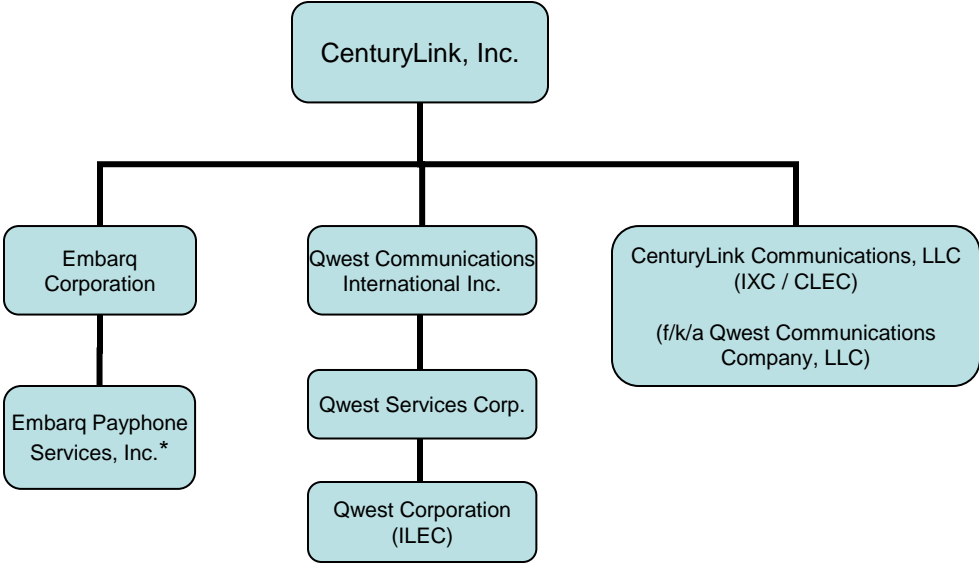 CenturyLink, Inc.
Embarq
Corporation
Qwest Communications
International Inc.
CenturyLink Communications, LLC
(IXC / CLEC)
(f/k/a Qwest Communications
Company, LLC)
Embarq Payphone
Services, Inc.*
Qwest Services Corp.
Qwest Corporation
(ILEC)